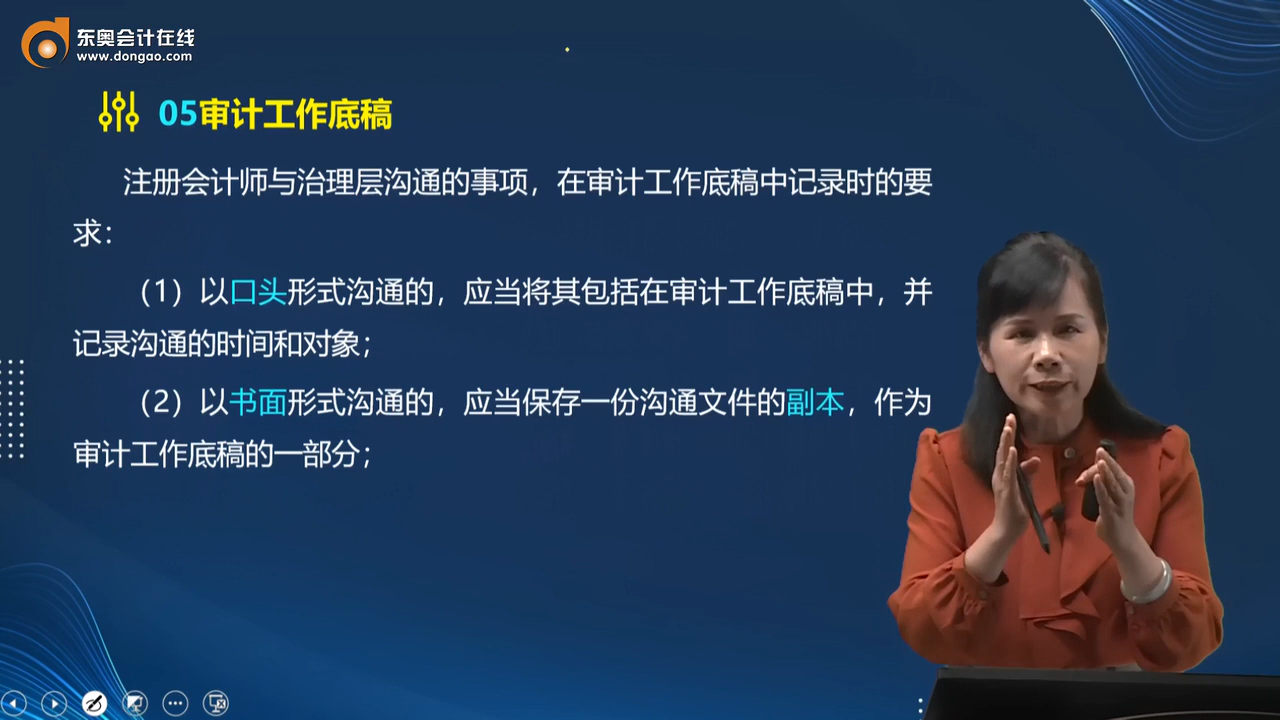 东奥会计在线
www.dongao.com
05审计工作底稿
注册会计师与治理层沟通的事项，在审计工作底稿中记录时的要
求：
（1）以口头形式沟通的，应当将其包括在审计工作底稿中，并
记录沟通的时间和对象；
（2）以书面形式沟通的，应当保存一份沟通文件的副本，作为
审计工作底稿的一部分；